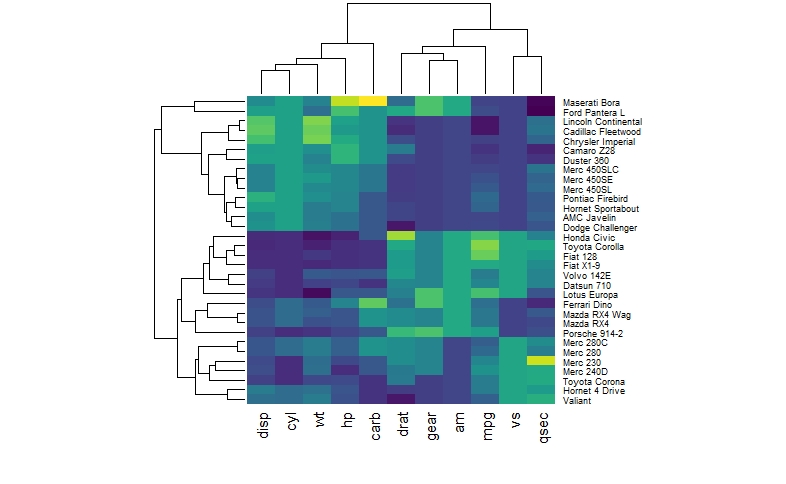 Maserati Bora
Ford Pantera L
Lincoln Continental
Cadillac Fleetwood
Chrysler Imperial
Camaro Z28
Duster 360
Merc 450SLC
Merc 450SE
Merc 450SL
Pontiac Firebird
Hornet Sportabout
AMC Javelin
Dodge Challenger
Honda Civic
Toyota Corolla
Fiat 128
Fiat X1-9
Volvo 142E
Datsun 710
Lotus Europa
Ferrari Dino
Mazda RX4 Wag
Mazda RX4
Porsche 914-2
Merc 280C
Merc 280
Merc 230
Merc 240D
Toyota Corona
Hornet 4 Drive
Valiant
disp cyl wt hp carb drat gear am mpg vs qsec